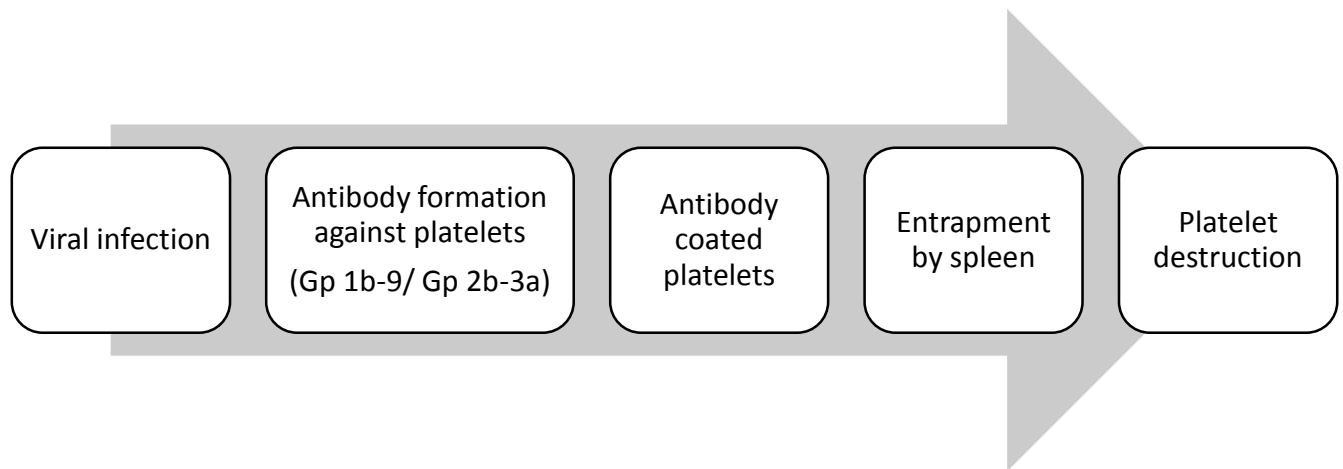 Viral infection
Antibody formation
against platelets
(Gp 1b-9/ Gp 2b-3a)
Antibody
coated
platelets
Entrapment
by spleen
Platelet
destruction